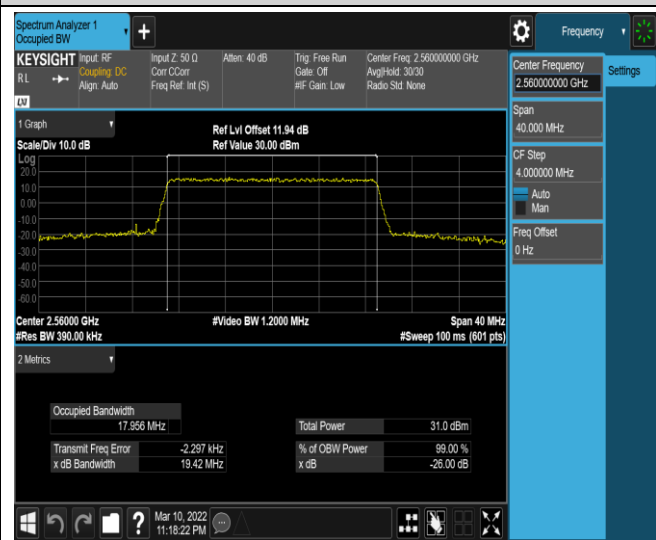 Spectrum Analyzer 1
Occupied BW
Frequency
KEYSIGHT
RL
Input: RF
Coupling: DC
Align: Auto
Input Z: 50 Ω
Corr CCorr
Freq Ref: Int (S)
Atten: 40 dB
Trig: Free Run
Gate: Off
#IF Gain: Low
Center Freq: 2.560000000 GHz
Avg|Hold: 30/30
Radio Std: None
LXI
1 Graph
Scale/Div 10.0 dB
Ref Lvl Offset 11.94 dB
Ref Value 30.00 dBm
Log
20.0
10.0
0.00
-10.0
-20.0
-30.0
-40.0
-50.0
-60.0
Center 2.56000 GHz
#Res BW 390.00 kHz
#Video BW 1.2000 MHz
Span 40 MHz
#Sweep 100 ms (601 pts)
2 Metrics
Occupied Bandwidth
17.956 MHz
Total Power 31.0 dBm
Transmit Freq Error -2.297 kHz
% of OBW Power 99.00 %
x dB Bandwidth 19.42 MHz
x dB -26.00 dB
Mar 10, 2022
11:18:22 PM
Center Frequency
2.560000000 GHz
Settings
Span
40.000 MHz
CF Step
4.000000 MHz
Auto
Man
Freq Offset
0 Hz